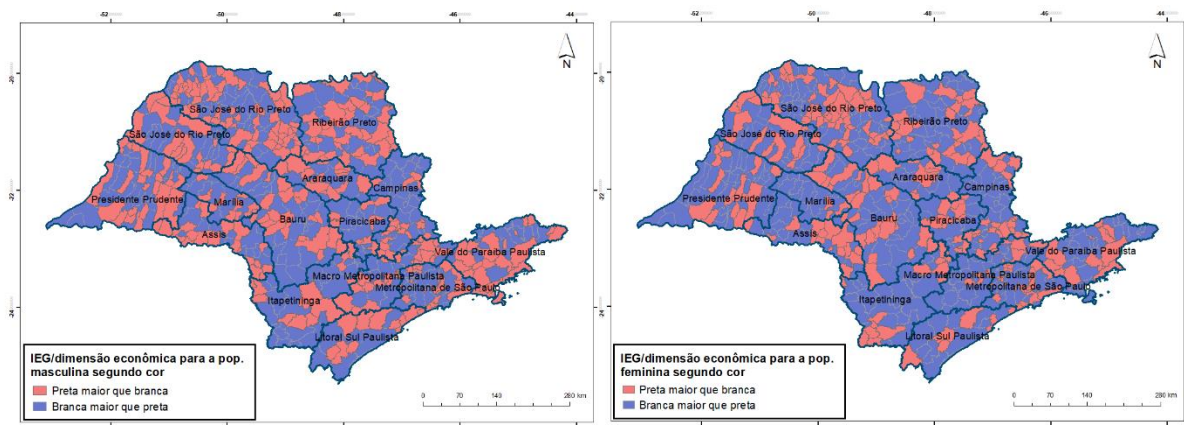 -52 -50 -48 -46 -44
N
-20
-22
-24
São José do Rio Preto
Ribeirão Preto
São José do Rio Preto
Araraquara
Campinas
Presidente Prudente
Marília
Bauru
Piracicaba
Assis
Vale do Paraíba Paulista
Macro Metropolitana Paulista
Metropolitana de São Paulo
Itapetininga
Litoral Sul Paulista
IEG/dimensão econômica para a pop.
masculina segundo cor
Preta maior que branca
Branca maior que preta
0 70 140 280 km
-52 -50 -48 -46 -44
N
-20
-22
-24
São José do Rio Preto
Ribeirão Preto
São José do Rio Preto
Araraquara
Campinas
Presidente Prudente
Marília
Bauru
Piracicaba
Assis
Vale do Paraíba Paulista
Macro Metropolitana Paulista
Metropolitana de São Paulo
Itapetininga
Litoral Sul Paulista
IEG/dimensão econômica para a pop.
feminina segundo cor
Preta maior que branca
Branca maior que preta
0 70 140 280 km